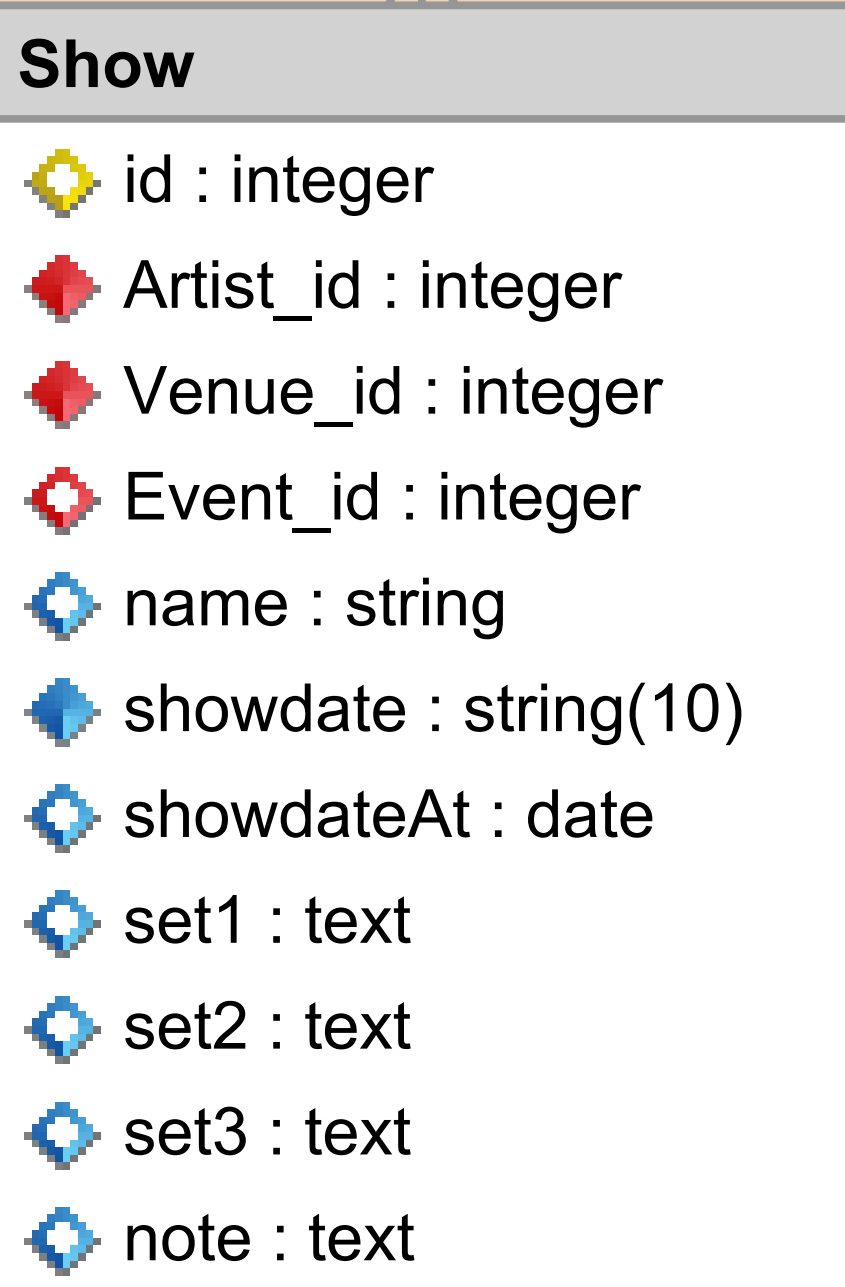 Show
id : integer
Artist_id : integer
Venue_id : integer
Event_id : integer
name : string
showdate : string(10)
showdateAt : date
set1 : text
set2 : text
set3 : text
note : text